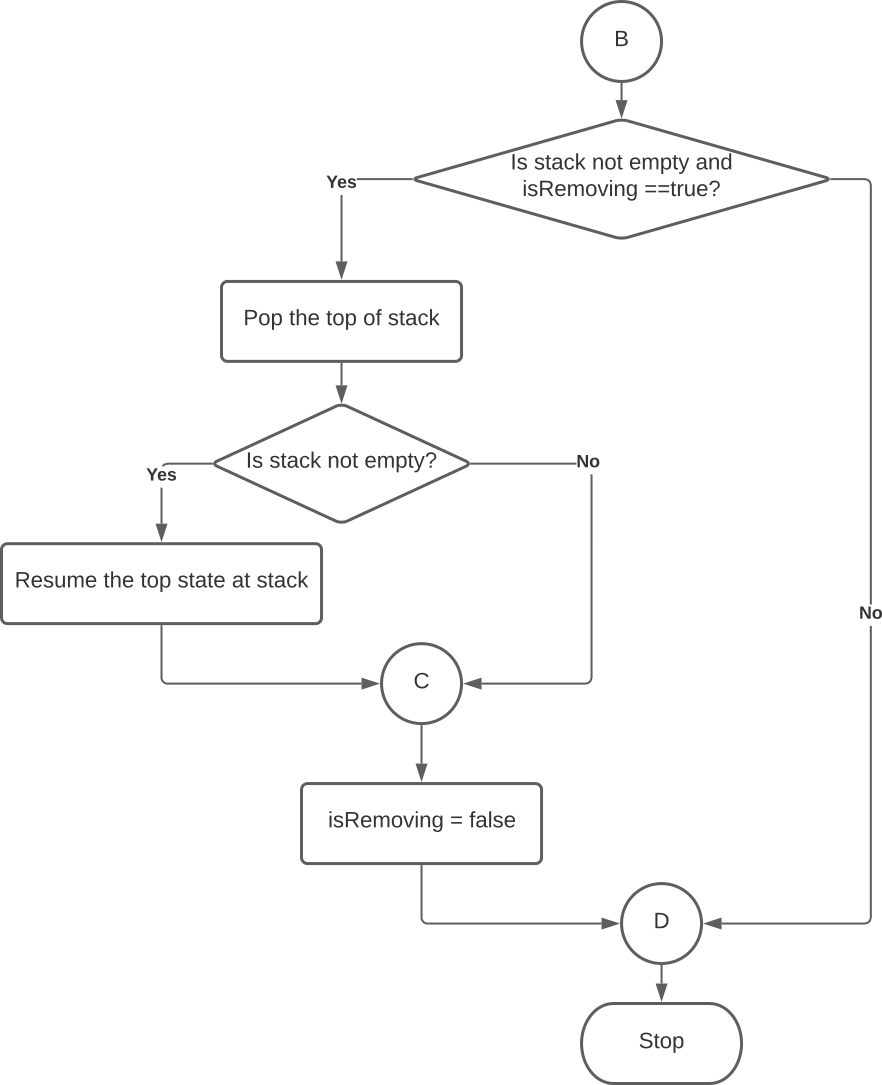 B
Is stack not empty and
isRemoving ==true?
Yes
Pop the top of stack
Is stack not empty?
Yes
No
Resume the top state at stack
No
C
isRemoving = false
D
Stop